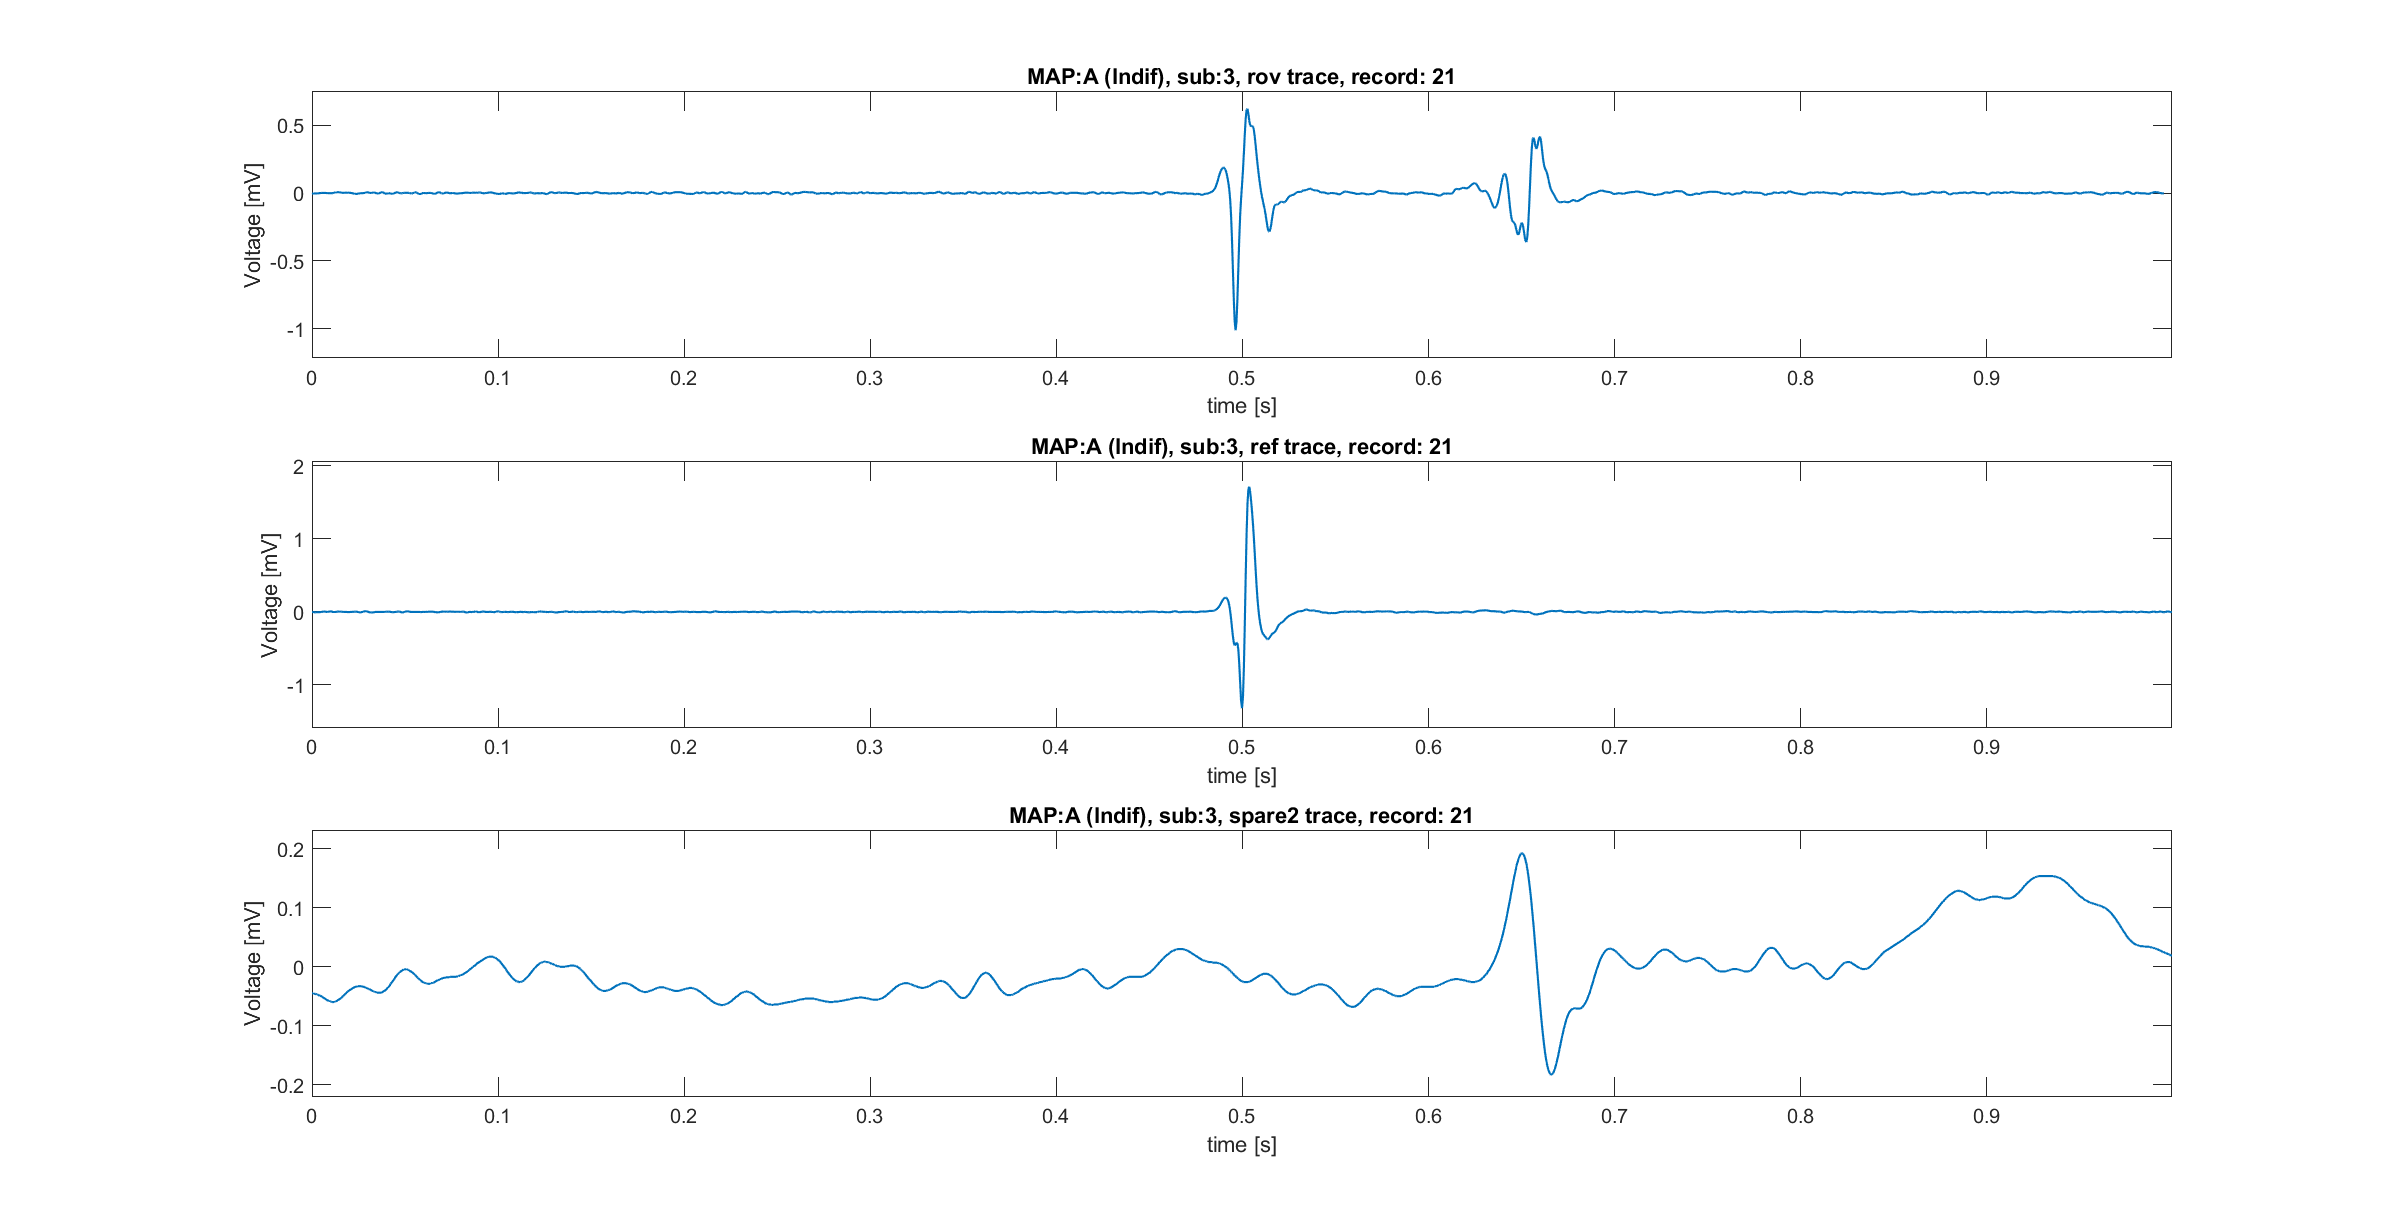 MAP:A (Indif), sub:3, rov trace, record: 21
Voltage [mV]
0.5
0
-0.5
-1
0 0.1 0.2 0.3 0.4 0.5 0.6 0.7 0.8 0.9
time [s]
MAP:A (Indif), sub:3, ref trace, record: 21
Voltage [mV]
2
1
0
-1
0 0.1 0.2 0.3 0.4 0.5 0.6 0.7 0.8 0.9
time [s]
MAP:A (Indif), sub:3, spare2 trace, record: 21
Voltage [mV]
0.2
0.1
0
-0.1
-0.2
0 0.1 0.2 0.3 0.4 0.5 0.6 0.7 0.8 0.9
time [s]